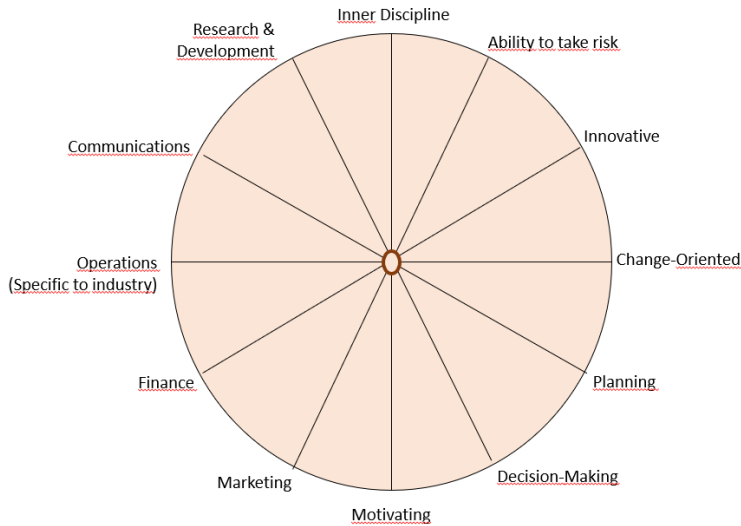 Inner Discipline
Ability to take risk
Innovative
Change-Oriented
Planning
Decision-Making
Motivating
Marketing
Finance
Operations
(Specific to industry)
Communications
Research &
Development